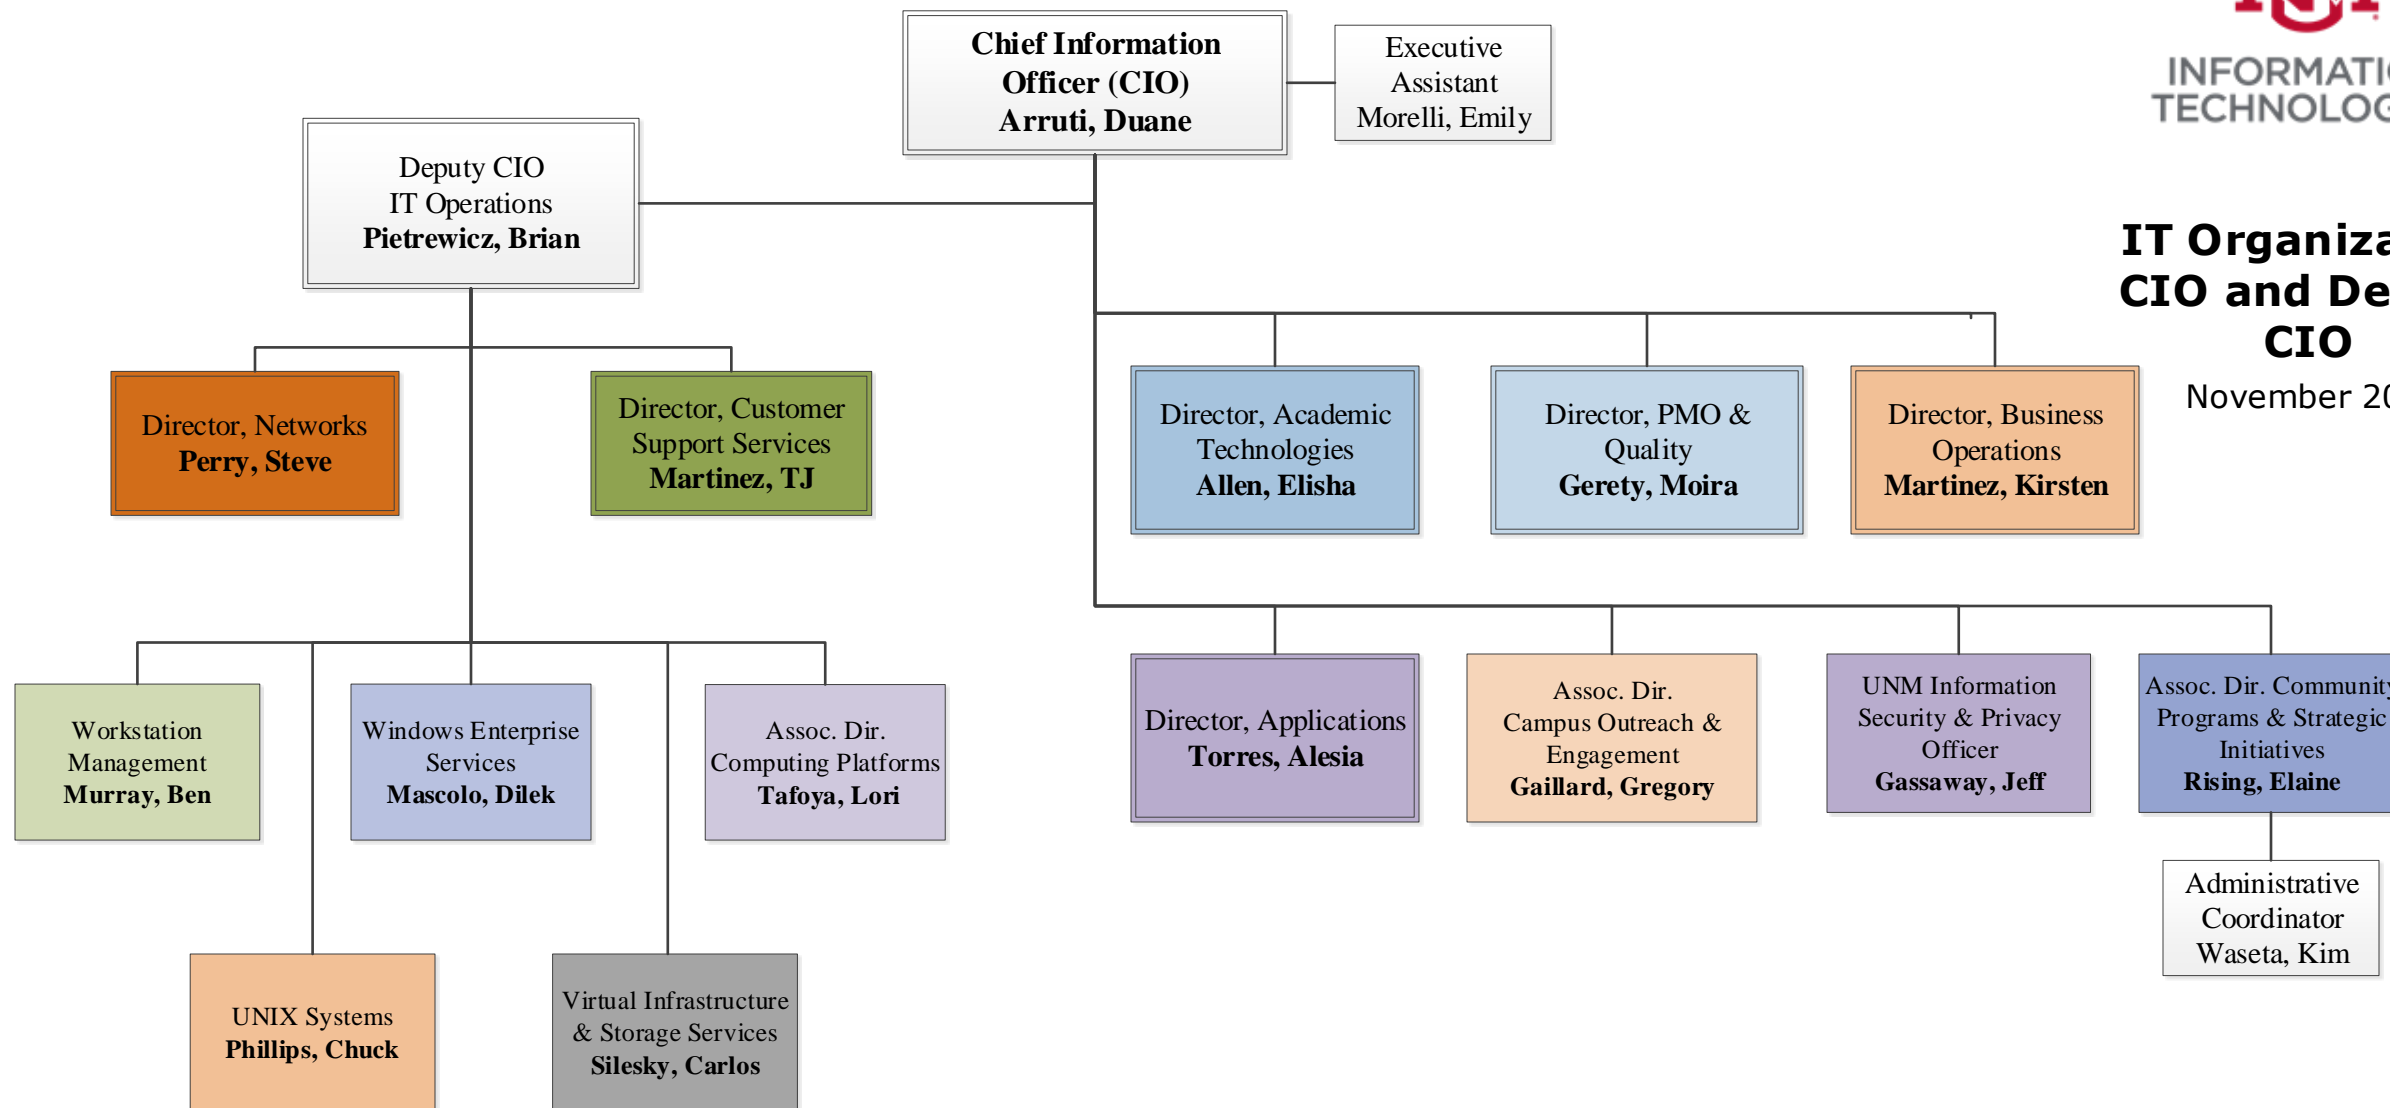 Chief Information
Officer (CIO)
Arruti, Duane
Executive
Assistant
Morelli, Emily
Deputy CIO
IT Operations
Pietrewicz, Brian
TECHNOLOG
IT Organiza
CIO and De
CIO
November 20
Director, Networks
Perry, Steve
Director, Customer
Support Services
Martinez, TJ
Director, Academic
Technologies
Allen, Elisha
Director, PMO &
Quality
Gerety, Moira
Director, Business
Operations
Martinez, Kirsten
Workstation
Management
Murray, Ben
Windows Enterprise
Services
Mascolo, Dilek
Assoc. Dir.
Computing Platforms
Tafoya, Lori
Director, Applications
Torres, Alesia
Assoc. Dir.
Campus Outreach &
Engagement
Gaillard, Gregory
UNM Information
Security & Privacy
Officer
Gassaway, Jeff
Assoc. Dir. Community
Programs & Strategic
Initiatives
Rising, Elaine
Administrative
Coordinator
Waseta, Kim
UNIX Systems
Phillips, Chuck
Virtual Infrastructure
& Storage Services
Silesky, Carlos